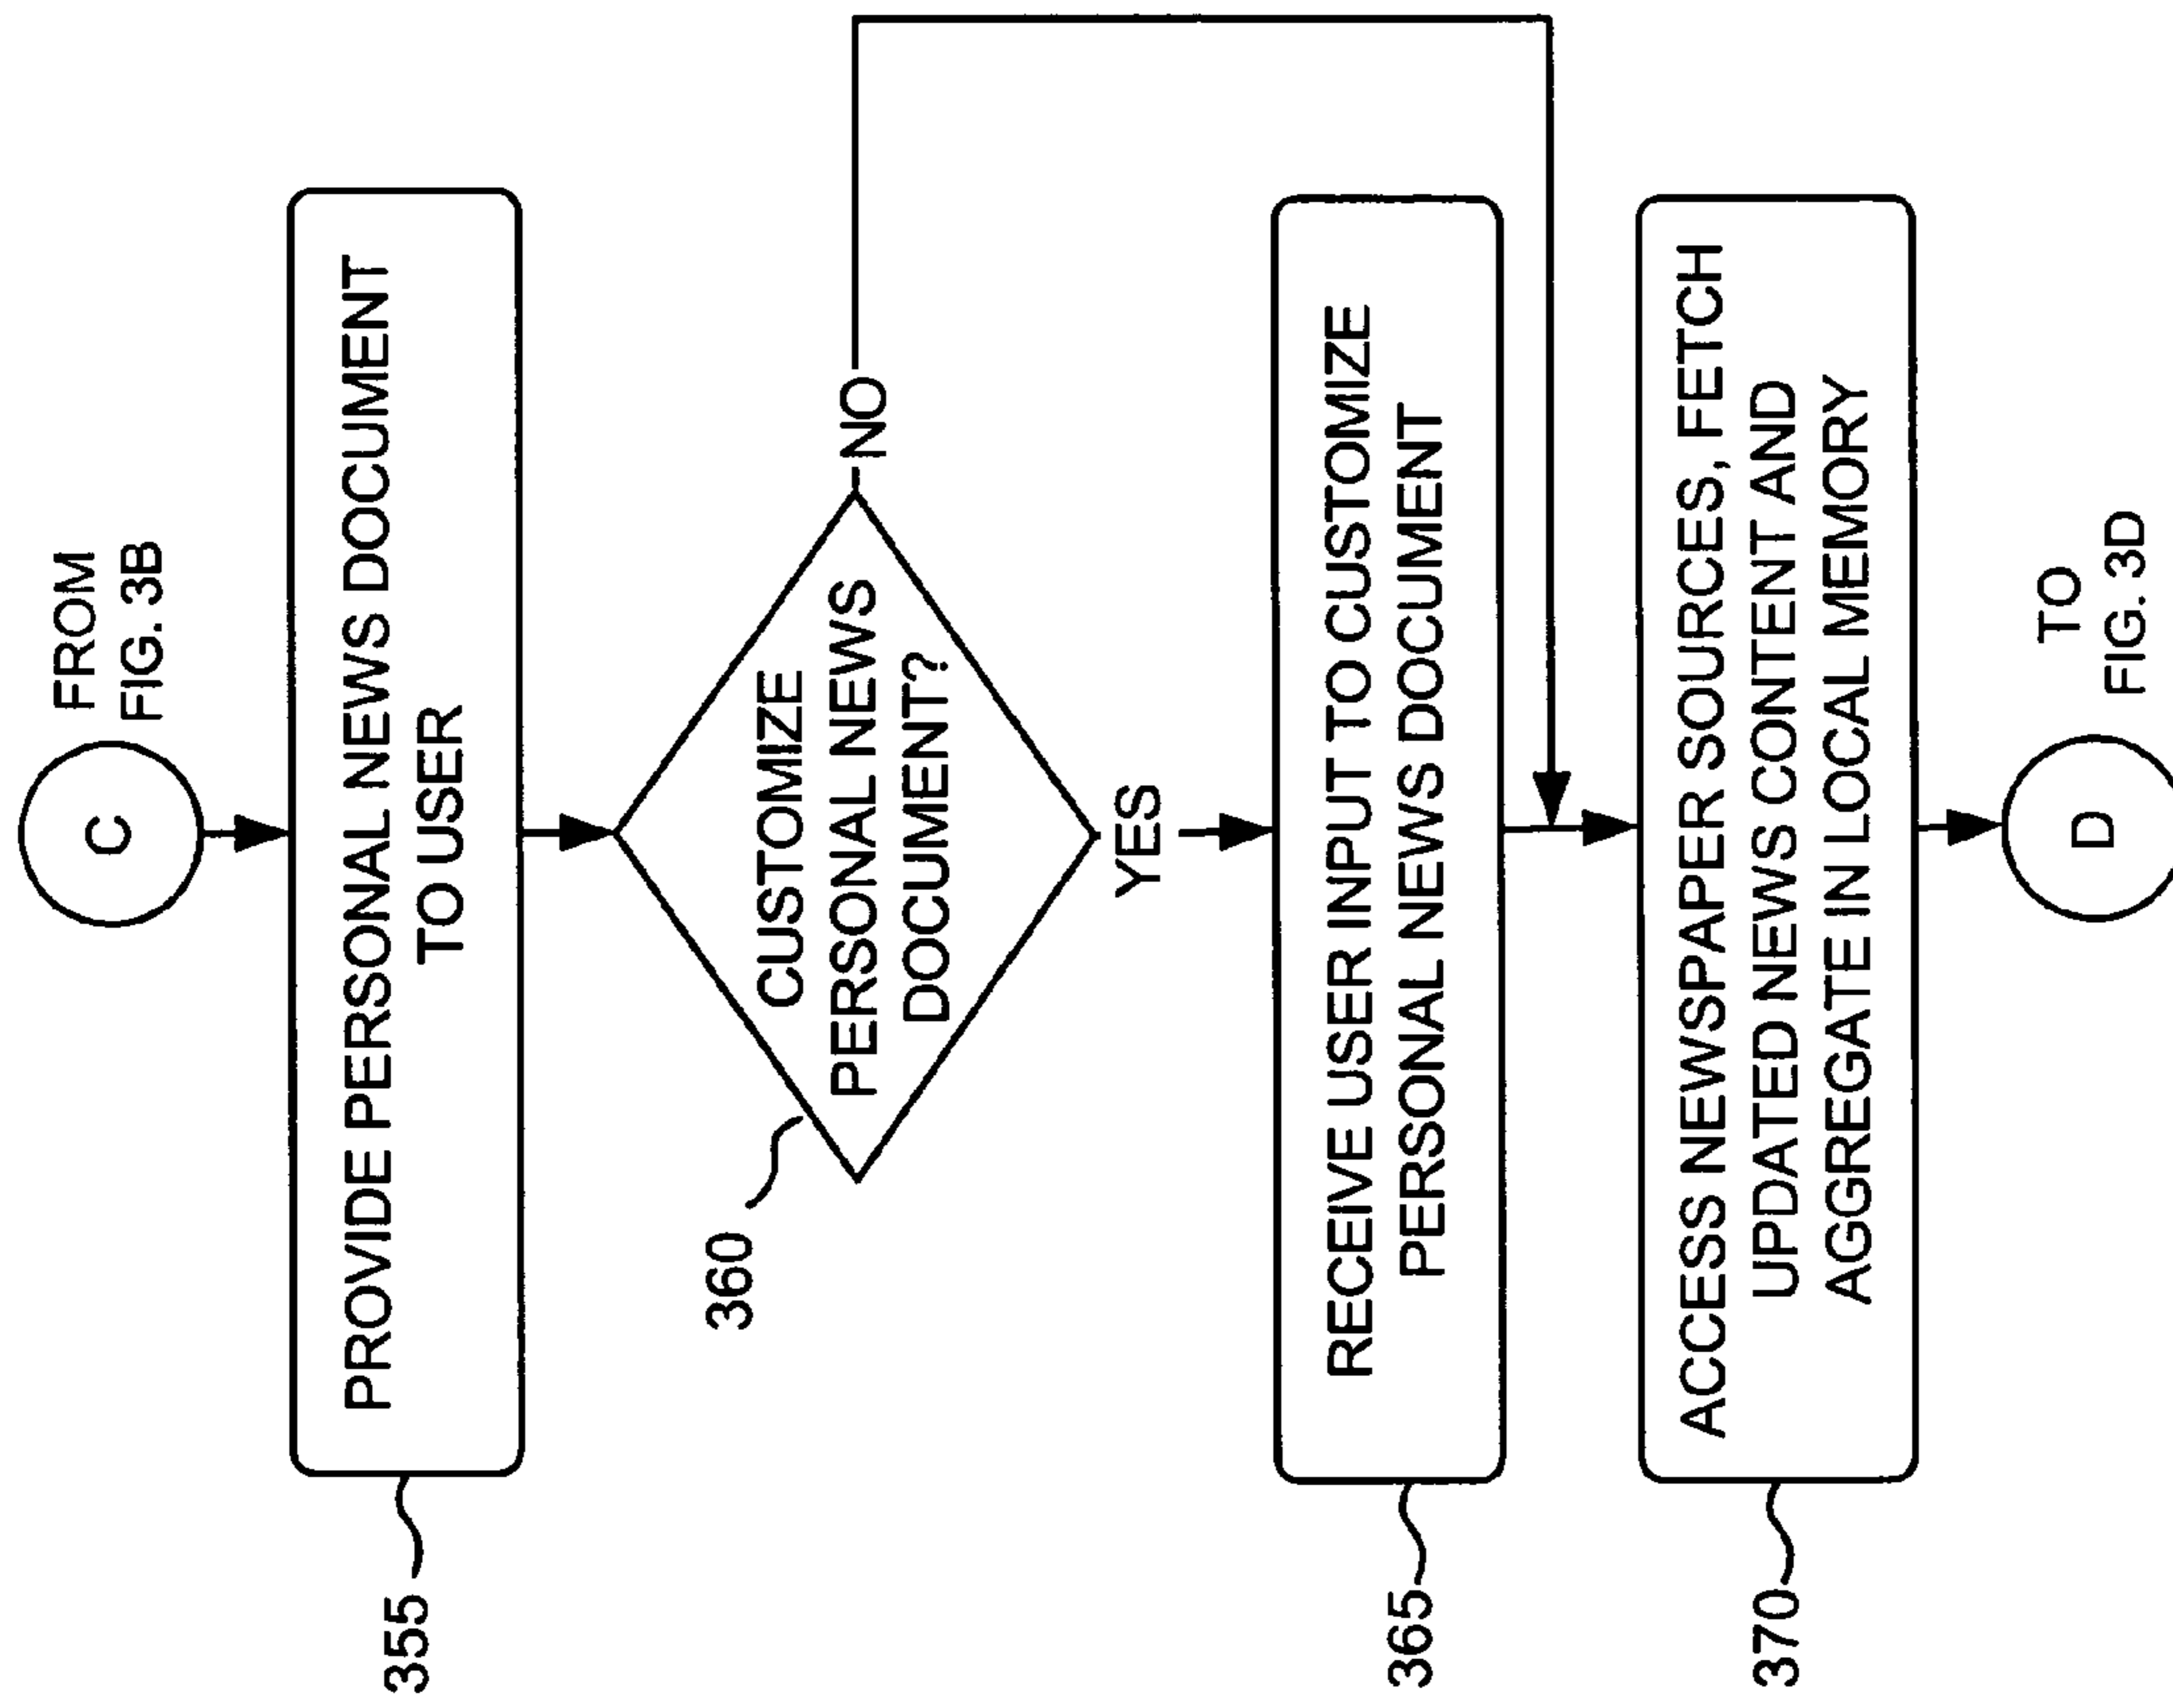 FROM
FIG. 3B
C
355
PROVIDE PERSONAL NEWS DOCUMENT
TO USER
360
CUSTOMIZE
PERSONAL NEWS
DOCUMENT?
NO
YES
365
RECEIVE USER INPUT TO CUSTOMIZE
PERSONAL NEWS DOCUMENT
370
ACCESS NEWSPAPER SOURCES, FETCH
UPDATED NEWS CONTENT AND
AGGREGATE IN LOCAL MEMORY
D
TO
FIG. 3D